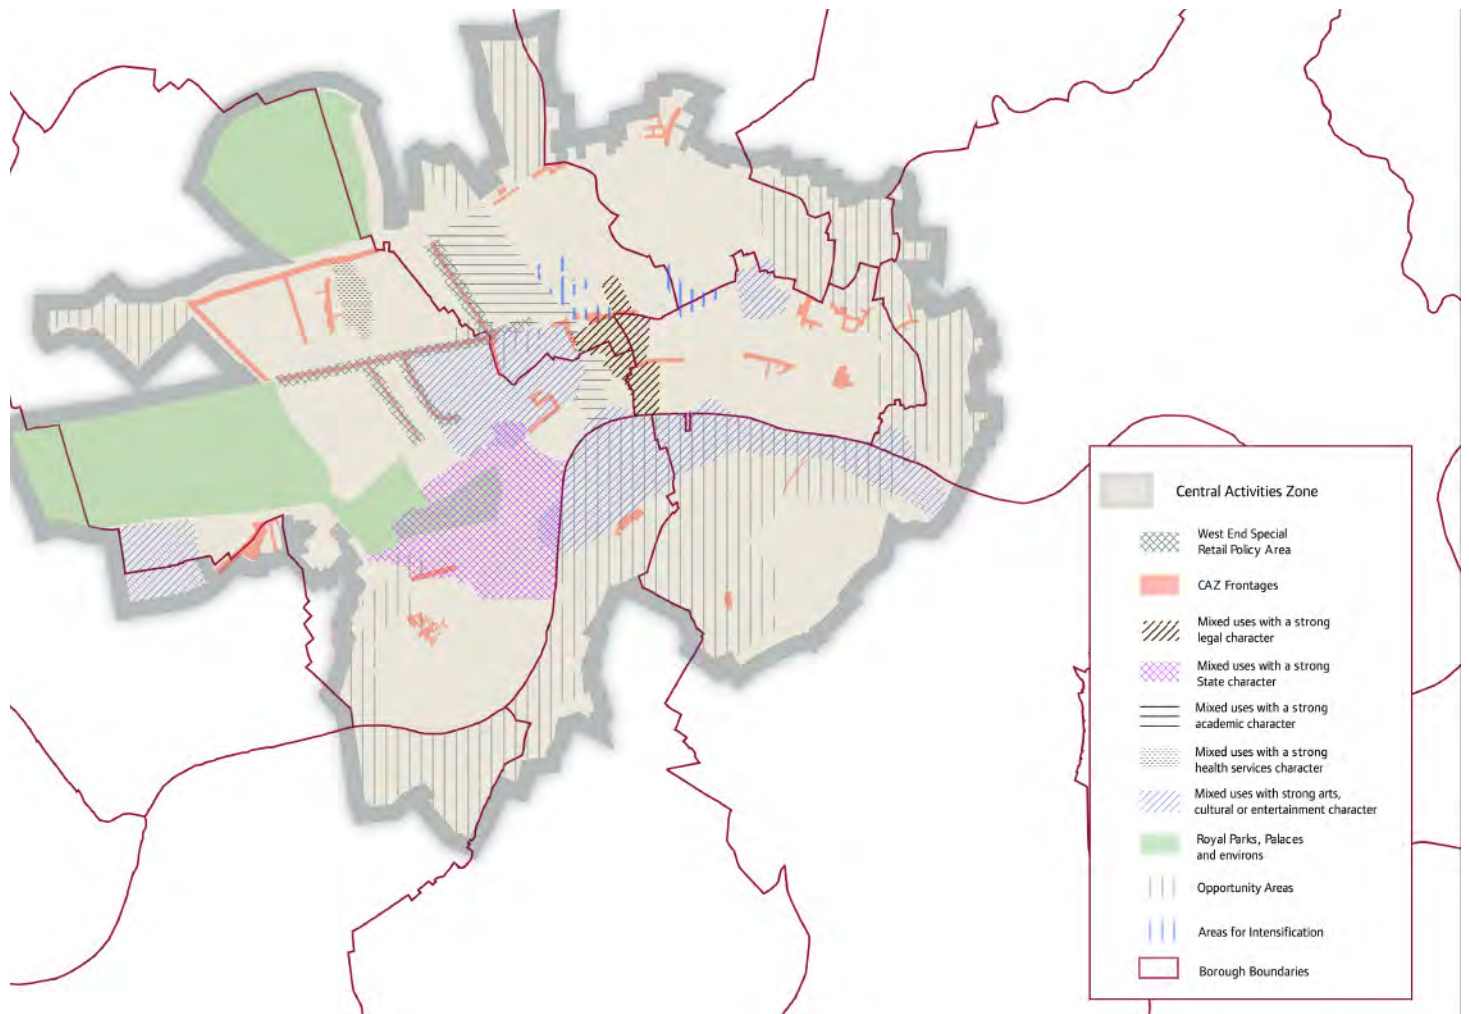 Central Activities Zone
West End Special
Retail Policy Area
CAZ Frontages
Mixed uses with a strong
legal character
Mixed uses with a strong
State character
Mixed uses with a strong
academic character
Mixed uses with a strong
health services character
Mixed uses with strong arts,
cultural or entertainment character
Royal Parks, Palaces
and environs
Opportunity Areas
Areas for Intensification
Borough Boundaries